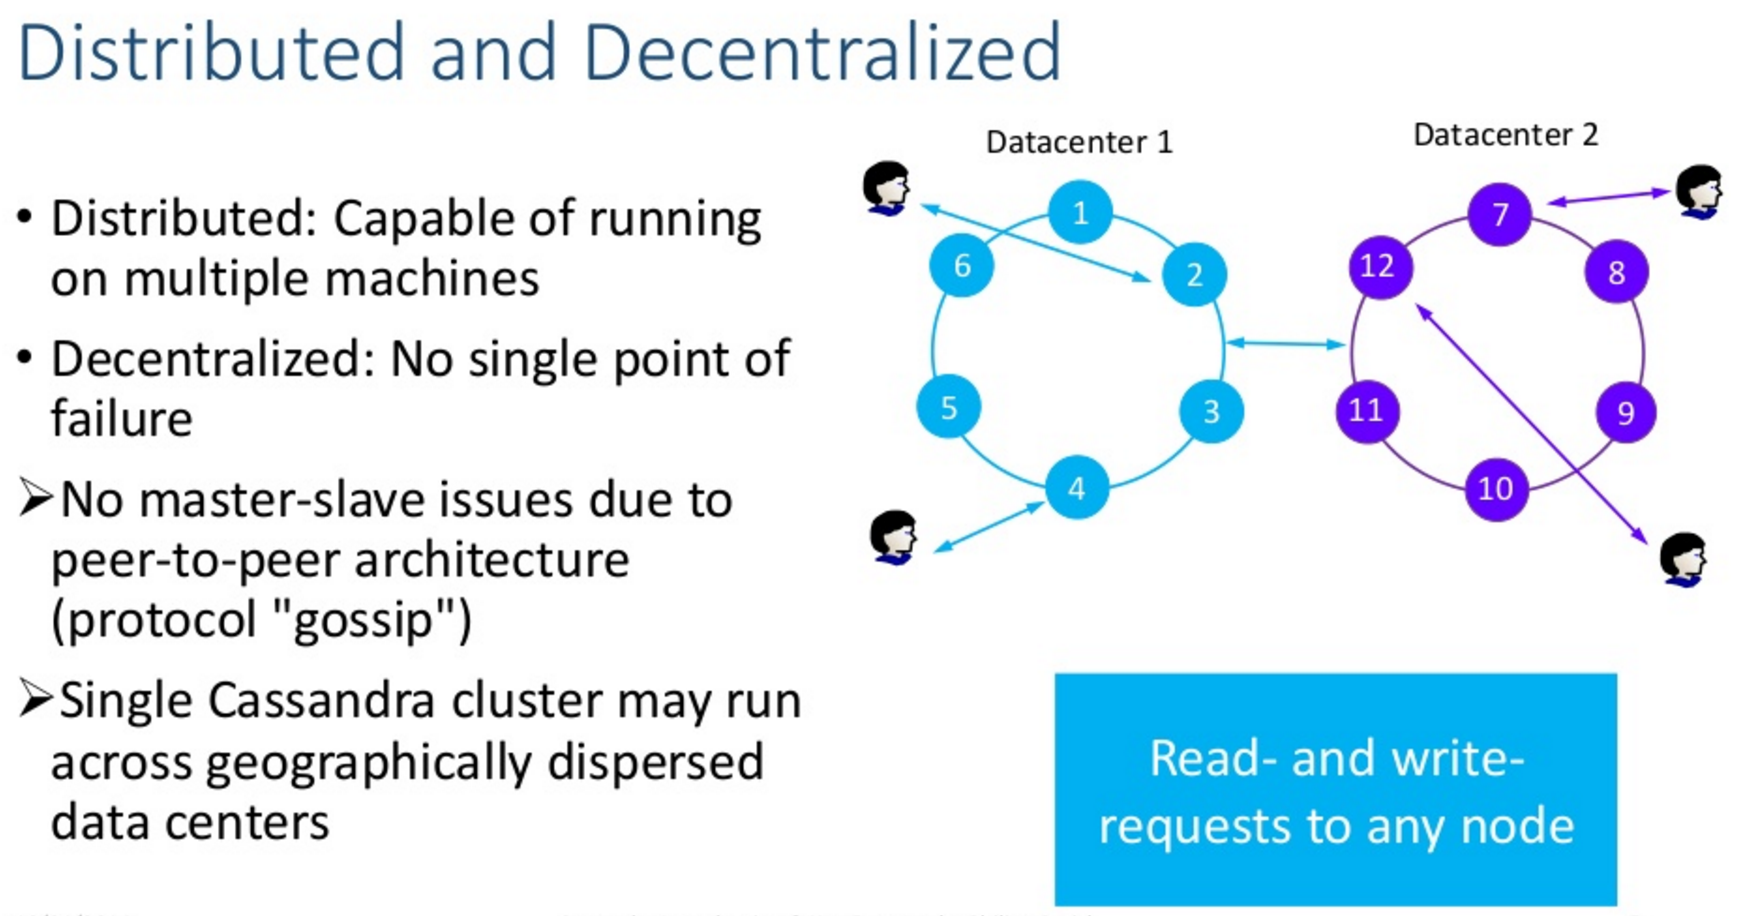 Distributed and Decentralized
• Distributed: Capable of running
on multiple machines
• Decentralized: No single point of
failure
➢No master-slave issues due to
peer-to-peer architecture
(protocol "gossip")
➢Single Cassandra cluster may run
across geographically dispersed
data centers
Datacenter 1
1
2
3
4
5
6
Datacenter 2
7
8
9
10
11
12
Read- and write-
requests to any node